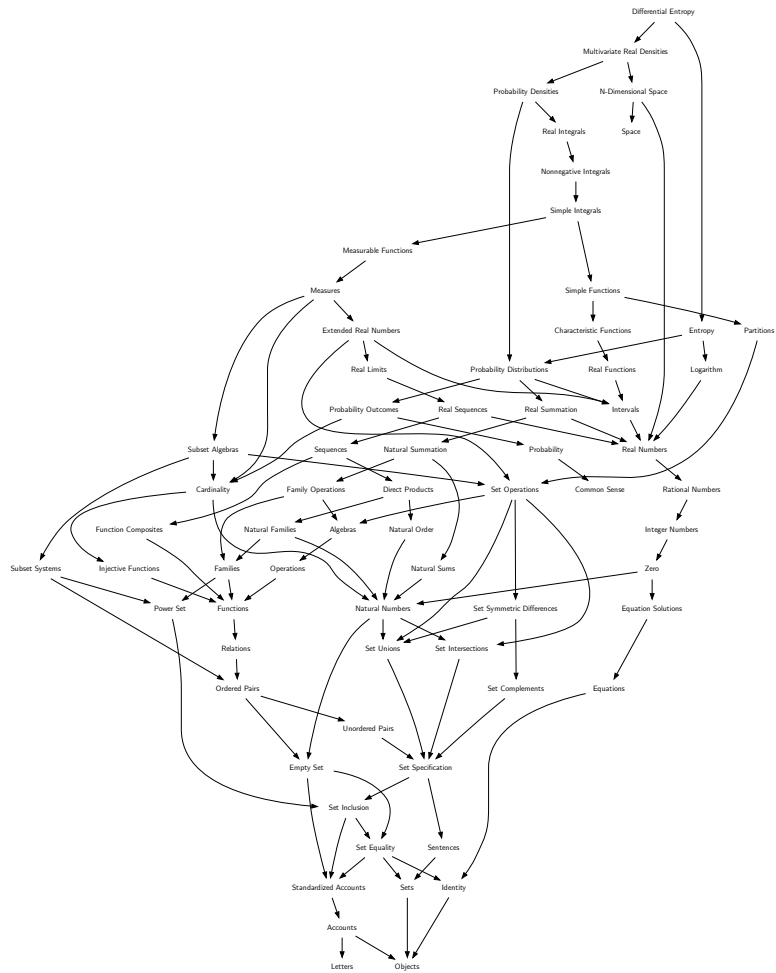 Differential Entropy
Multivariate Real Densities
Probability Densities
N-Dimensional Space
Real Integrals
Space
Nonnegative Integrals
Simple Integrals
Measurable Functions
Measures
Simple Functions
Extended Real Numbers
Characteristic Functions
Entropy
Partitions
Real Limits
Probability Distributions
Real Functions
Logarithm
Probability Outcomes
Real Sequences
Real Summation
Intervals
Subset Algebras
Sequences
Natural Summation
Probability
Real Numbers
Cardinality
Family Operations
Direct Products
Set Operations
Common Sense
Rational Numbers
Function Composites
Natural Families
Algebras
Natural Order
Integer Numbers
Subset Systems
Injective Functions
Families
Operations
Natural Sums
Zero
Power Set
Functions
Natural Numbers
Set Symmetric Differences
Equation Solutions
Relations
Set Unions
Set Intersections
Ordered Pairs
Set Complements
Equations
Unordered Pairs
Empty Set
Set Specification
Set Inclusion
Set Equality
Sentences
Standardized Accounts
Sets
Identity
Accounts
Letters
Objects